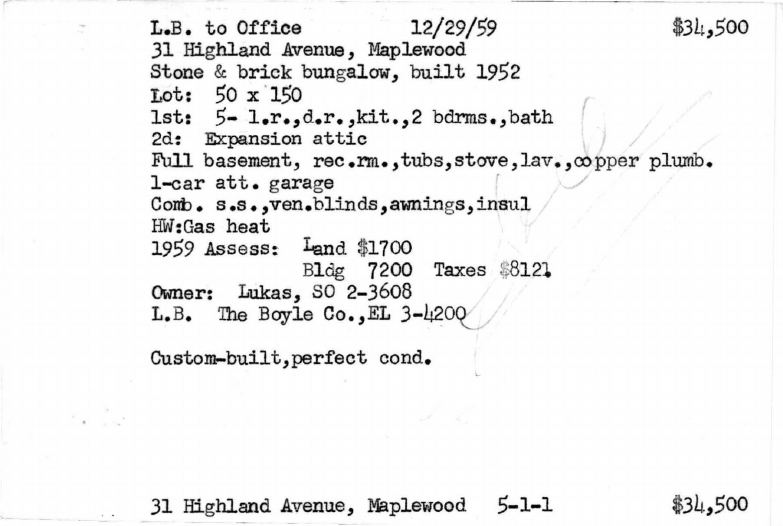 L.B. to Office 12/29/59 $34,500
31 Highland Avenue, Maplewood
Stone & brick bungalow, built 1952
Lot: 50 x 150
1st: 5- l.r.,d.r.,kit.,2 bdrms.,bath
2d: Expansion attic
Full basement, rec.rm.,tubs,stove,lav.,copper plumb.
1-car att. garage
Comb. s.s.,ven.blinds,awnings,insul
HW:Gas heat
1959 Assess: Land $1700
Bldg 7200 Taxes $8121
Owner: Lukas, SO 2-3608
L.B. The Boyle Co.,EL 3-4200
Custom-built,perfect cond.
31 Highland Avenue, Maplewood 5-1-1 $34,500